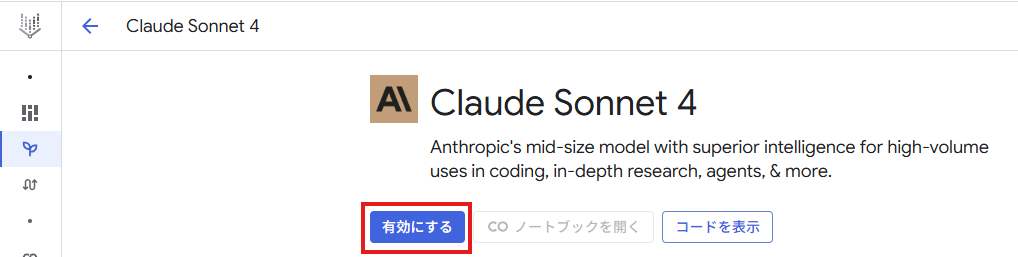 Claude Sonnet 4
AI Claude Sonnet 4
Anthropic's mid-size model with superior intelligence for high-volume
uses in coding, in-depth research, agents, & more.
有効にする CO ノートブックを開く コードを表示